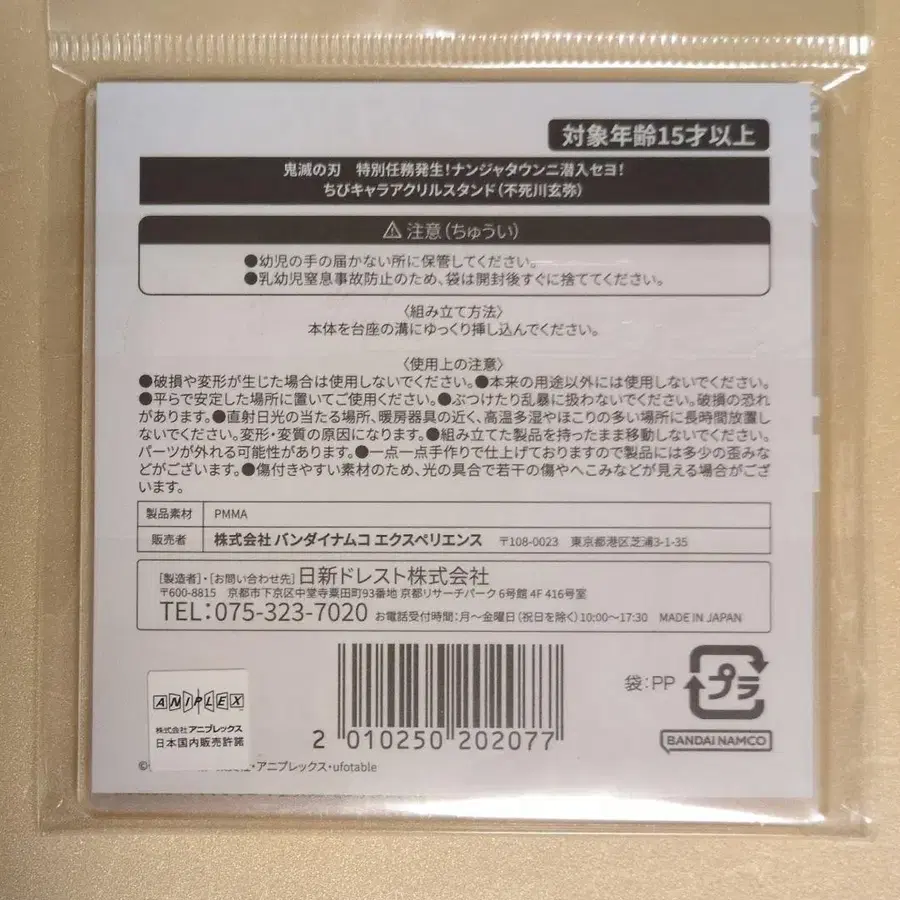 対象年齢15才以上
鬼滅の刃　特別任務発生!ナンジャタウンニ潜入セヨ!
ちびキャラアクリルスタンド(不死川玄弥)
⚠注意(ちゅうい)
●幼児の手の届かない所に保管してください。
●乳幼児窒息事故防止のため、袋は開封後すぐに捨ててください。
〈組み立て方法〉
本体を台座の溝にゆっくり挿し込んでください。
〈使用上の注意〉
●破損や変形が生じた場合は使用しないでください。●本来の用途以外には使用しないでください。
●平らで安定した場所に置いてご使用ください。●ぶつけたり乱暴に扱わないでください。破損の恐れ
があります。●直射日光の当たる場所、暖房器具の近く、高温多湿やほこりの多い場所に長時間放置し
ないでください。変形・変質の原因になります。●組み立てた製品を持ったまま移動しないでください。
パーツが外れる可能性があります。●一点一点手作りで仕上げておりますので製品には多少の歪みな
どがございます。●傷付きやすい素材のため、光の具合で若干の傷やへこみなどが見える場合がござ
います。
製品素材　PMMA
販売者　株式会社 バンダイナムコ エクスペリエンス　〒108-0023　東京都港区芝浦3-1-35
[製造者]・[お問い合わせ先] 日新ドレスト株式会社
〒600-8815　京都市下京区中堂寺粟田町93番地 京都リサーチパーク 6号館 4F 416号室
TEL:075-323-7020 お電話受付時間:月〜金曜日(祝日を除く)10:00〜17:30　MADE IN JAPAN
袋:PP プラ
ANIPLEX
株式会社 アニプレックス
日本国内販売許諾
2 010250 202077
BANDAI NAMCO
©
・アニプレックス・ufotable